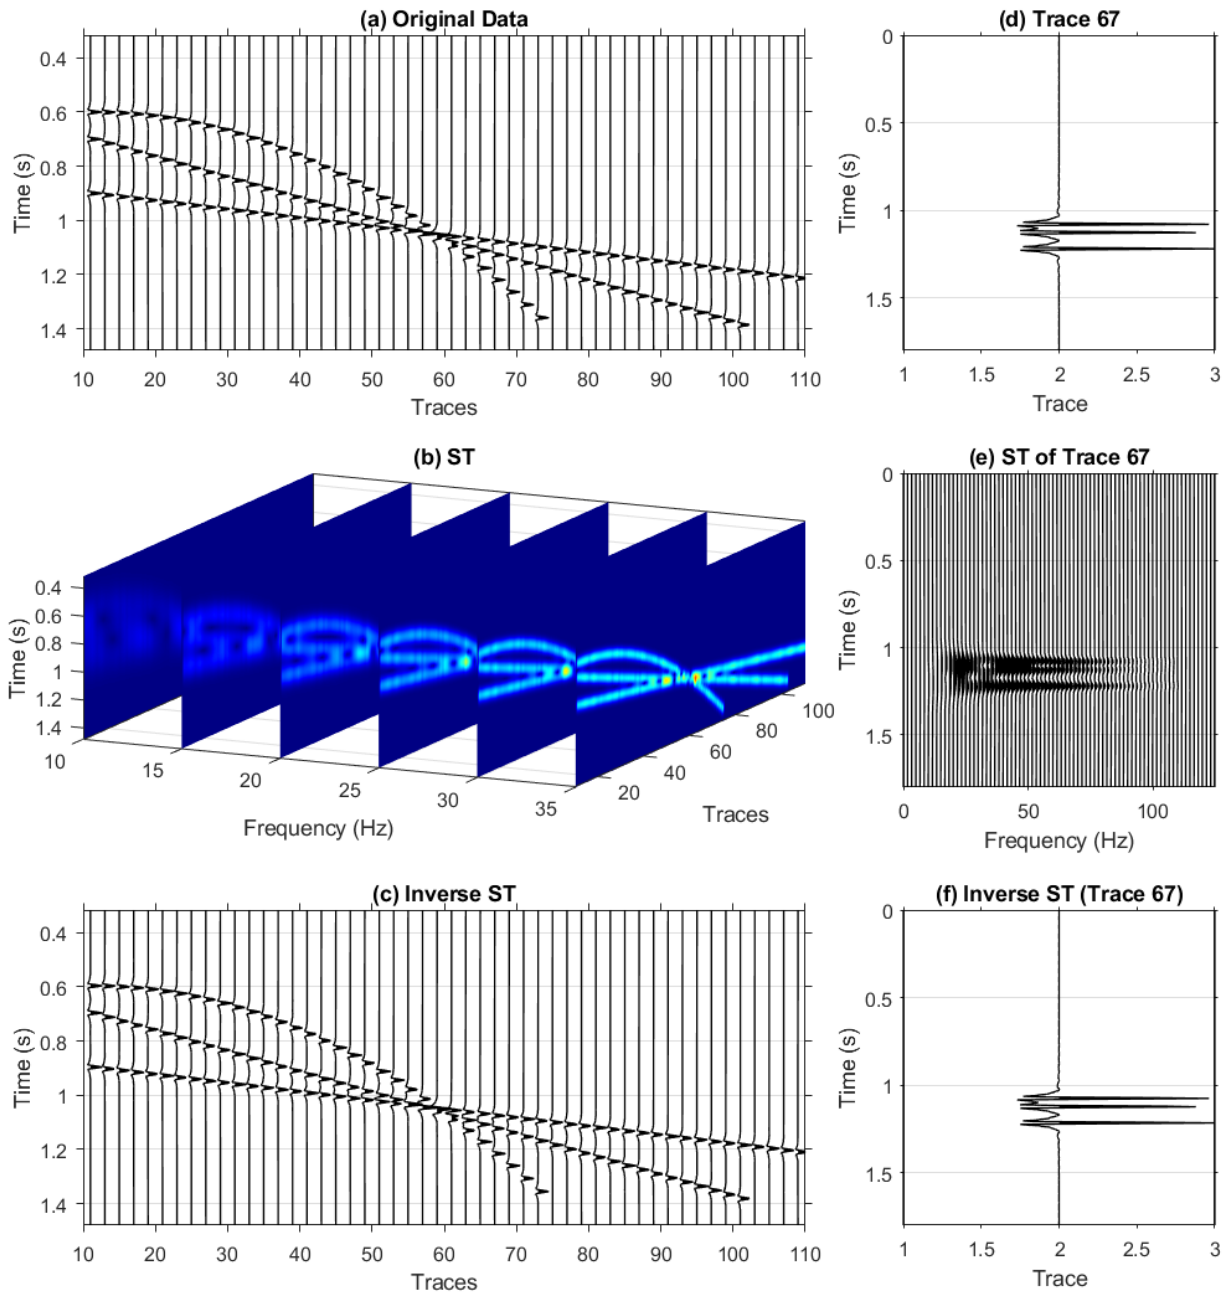 (a) Original Data
0.4
0.6
0.8
1
1.2
1.4
Time (s)
10 20 30 40 50 60 70 80 90 100 110
Traces
(d) Trace 67
0
0.5
1
1.5
Time (s)
1 1.5 2 2.5 3
Trace
(b) ST
0.4
0.6
0.8
1
1.2
1.4
Time (s)
10 15 20 25 30 35
Frequency (Hz)
20 40 60 80 100
Traces
(e) ST of Trace 67
0
0.5
1
1.5
Time (s)
0 50 100
Frequency (Hz)
(c) Inverse ST
0.4
0.6
0.8
1
1.2
1.4
Time (s)
10 20 30 40 50 60 70 80 90 100 110
Traces
(f) Inverse ST (Trace 67)
0
0.5
1
1.5
Time (s)
1 1.5 2 2.5 3
Trace